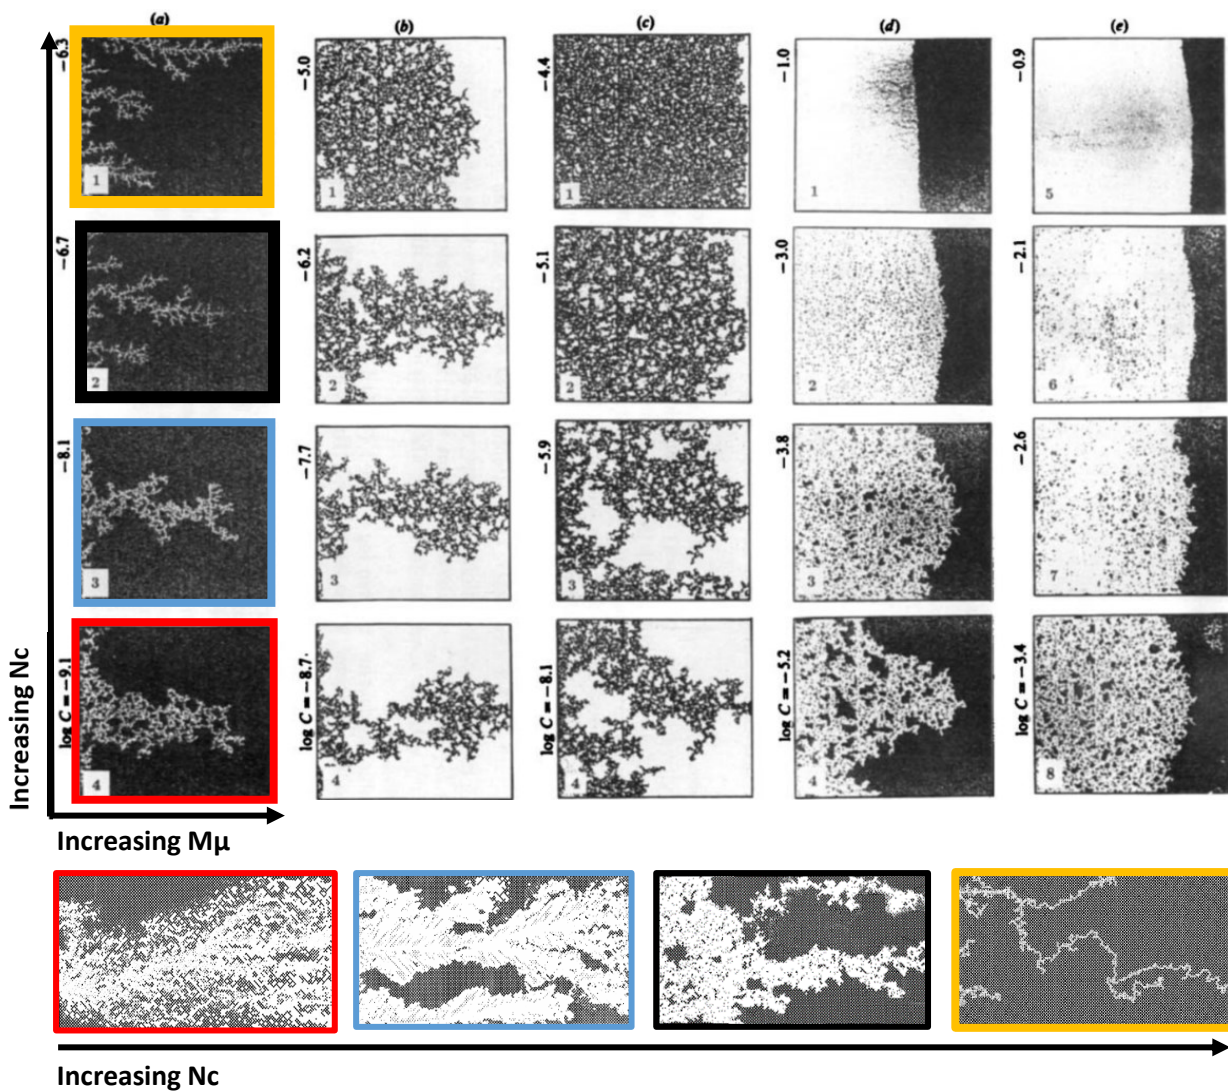 (a) (b) (c) (d) (e)
−6.3 −5.0 −4.4 −1.0 −0.9
1 1 1 1 5
−6.7 −6.2 −5.1 −3.0 −2.1
2 2 2 2 6
−8.1 −7.7 −5.9 −3.8 −2.6
3 3 3 3 7
log C = −9.1 log C = −8.7 log C = −8.1 log C = −5.2 log C = −3.4
4 4 4 4 8
Increasing Nc
Increasing Mμ
Increasing Nc